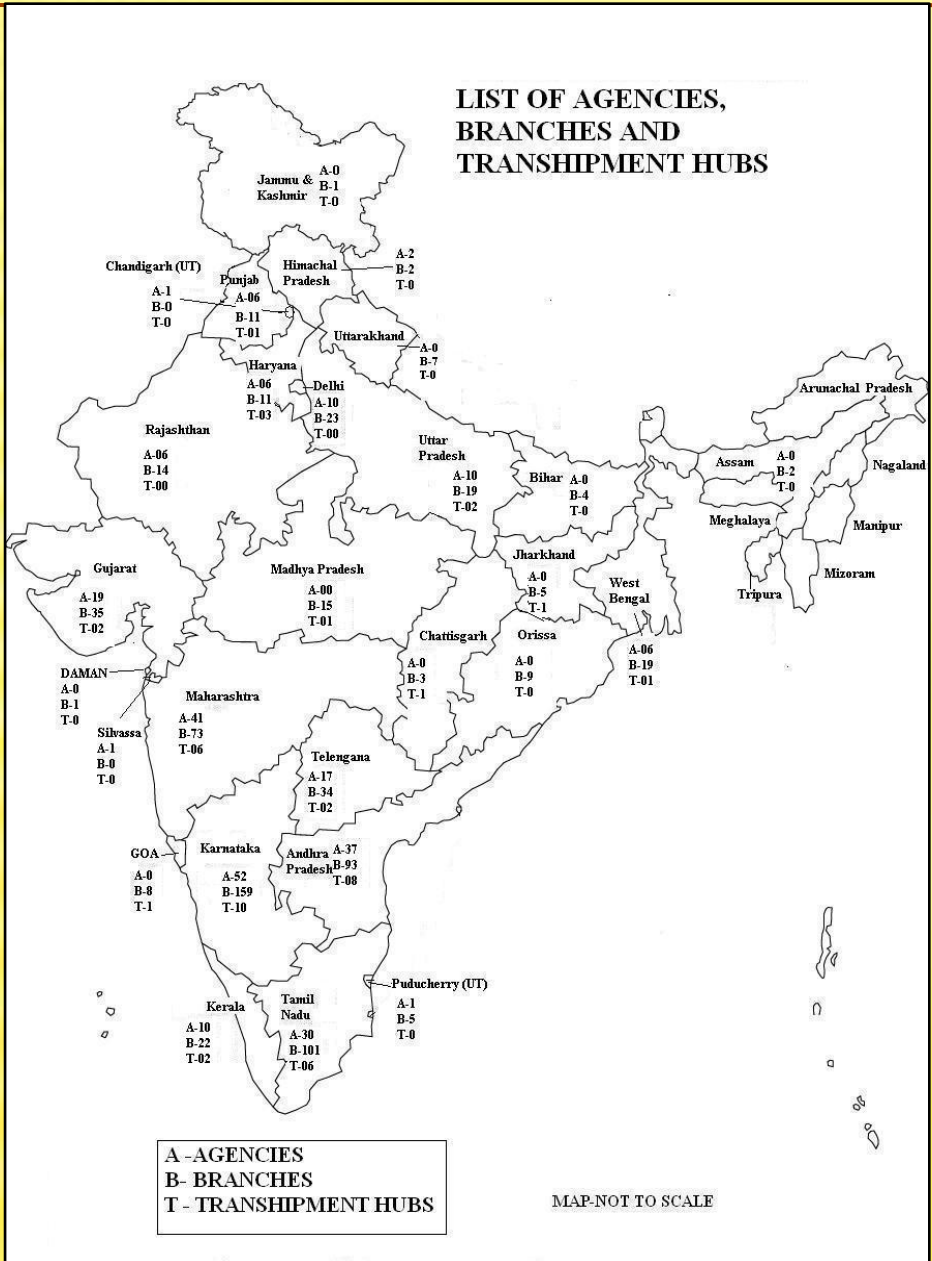 LIST OF AGENCIES,
BRANCHES AND
TRANSHIPMENT HUBS
Jammu &
Kashmir
A-0
B-1
T-0
Chandigarh (UT)
A-1
B-0
T-0
Punjab
A-06
B-11
T-01
Himachal
Pradesh
A-2
B-2
T-0
Uttarakhand
A-0
B-7
T-0
Haryana
A-06
B-11
T-03
Delhi
A-10
B-23
T-00
Rajashthan
A-06
B-14
T-00
Uttar
Pradesh
A-10
B-19
T-02
Bihar
A-0
B-4
T-0
Arunachal Pradesh
Assam
A-0
B-2
T-0
Nagaland
Meghalaya
Manipur
Mizoram
Tripura
Gujarat
A-19
B-35
T-02
Madhya Pradesh
A-00
B-15
T-01
Jharkhand
A-0
B-5
T-1
West
Bengal
A-06
B-19
T-01
Chattisgarh
A-0
B-3
T-1
Orissa
A-0
B-9
T-0
DAMAN
A-0
B-1
T-0
Silvassa
A-1
B-0
T-0
Maharashtra
A-41
B-73
T-06
Telengana
A-17
B-34
T-02
GOA
A-0
B-8
T-1
Karnataka
A-52
B-159
T-10
Andhra
Pradesh
A-37
B-93
T-08
Puducherry (UT)
A-1
B-5
T-0
Kerala
A-10
B-22
T-02
Tamil
Nadu
A-30
B-101
T-06
A -AGENCIES
B- BRANCHES
T - TRANSHIPMENT HUBS
MAP-NOT TO SCALE